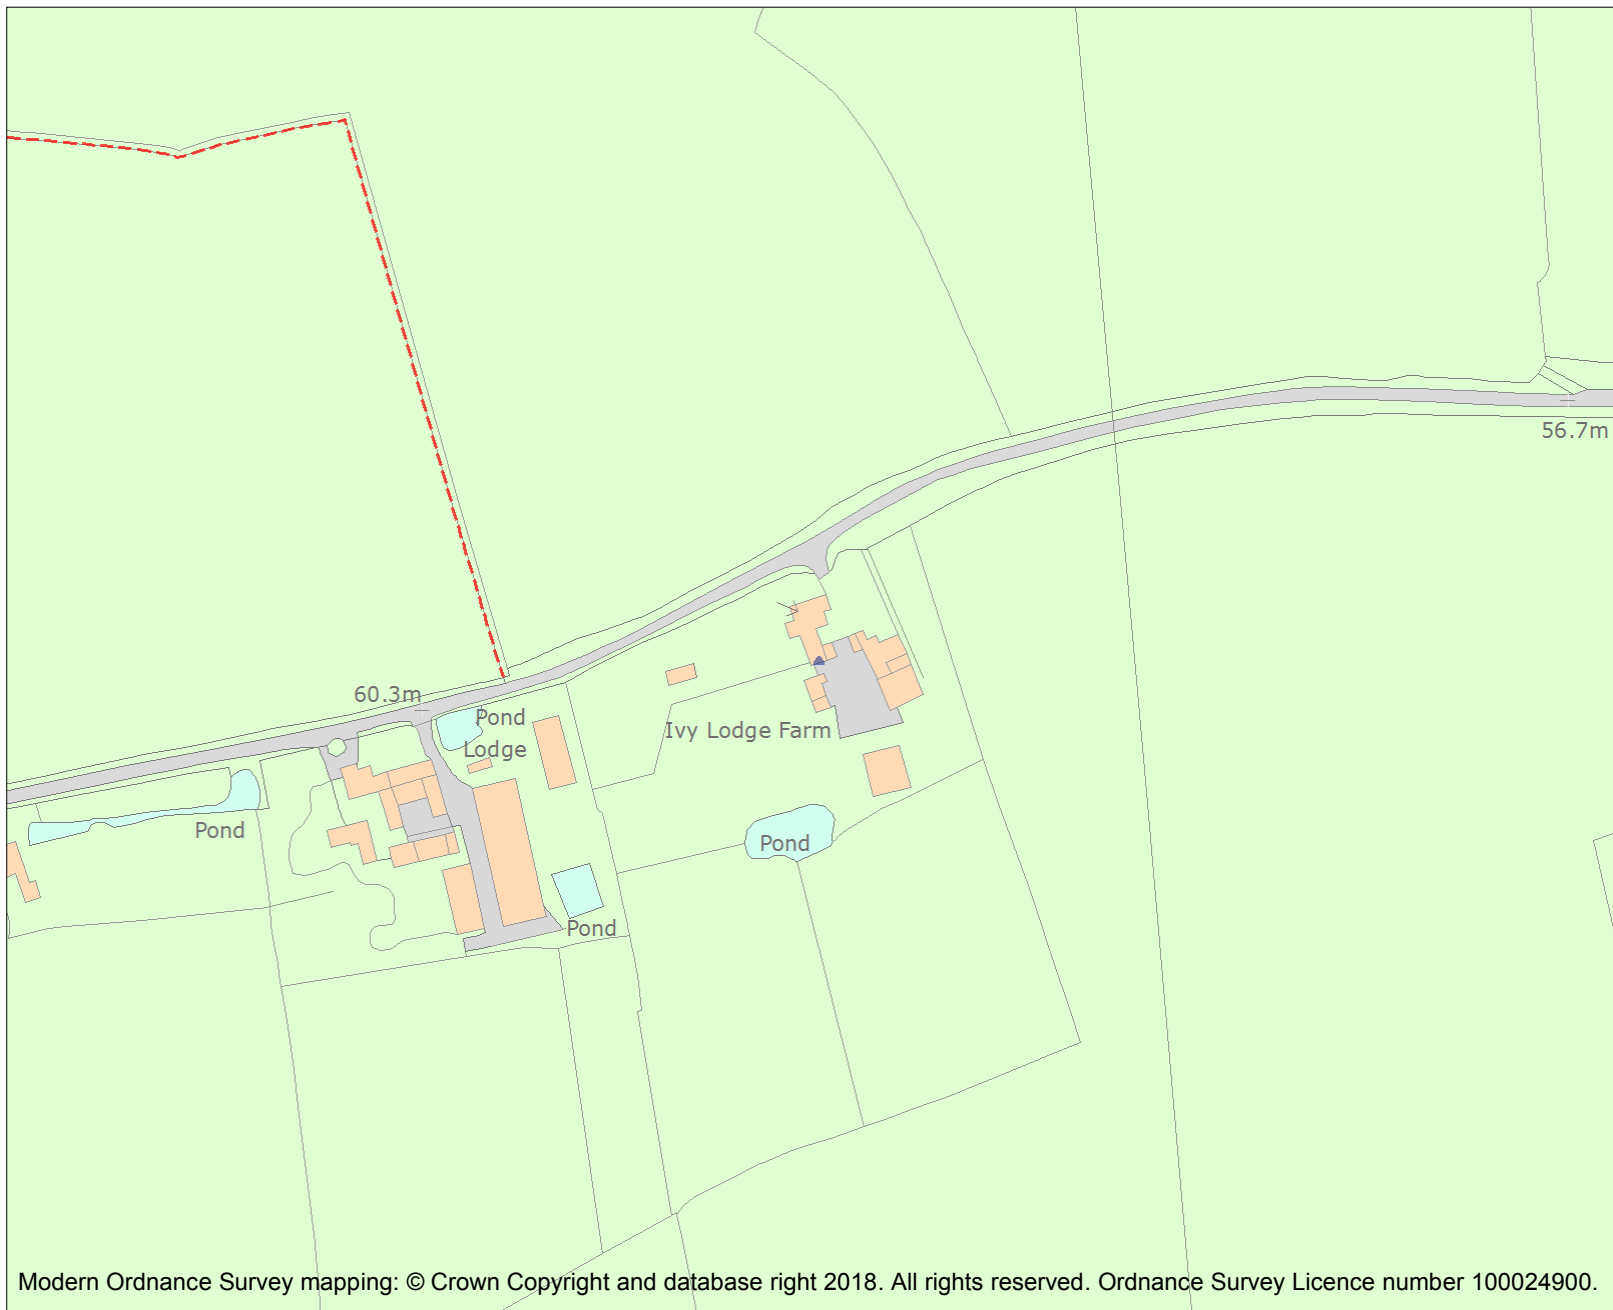 56.7m
60.3m
Pond
Lodge
Ivy Lodge Farm
Pond
Pond
Pond
Modern Ordnance Survey mapping: © Crown Copyright and database right 2018. All rights reserved. Ordnance Survey Licence number 100024900.